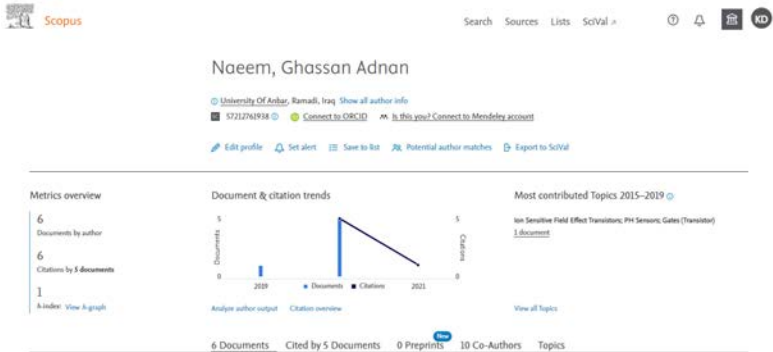 Scopus
Search Sources Lists SciVal ↗
KD
Naeem, Ghassan Adnan
University Of Anbar, Ramadi, Iraq Show all author info
57212761938 Connect to ORCID Is this you? Connect to Mendeley account
Edit profile Set alert Save to list Potential author matches Export to SciVal
Metrics overview
6
Documents by author
6
Citations by 5 documents
1
h-index: View h-graph
Document & citation trends
5
5
Documents
Citations
0
0
2019
2021
Documents Citations
Analyze author output Citation overview
Most contributed Topics 2015–2019
Ion Sensitive Field Effect Transistors; PH Sensors; Gates (Transistor)
1 document
View all Topics
New
6 Documents Cited by 5 Documents 0 Preprints 10 Co-Authors Topics